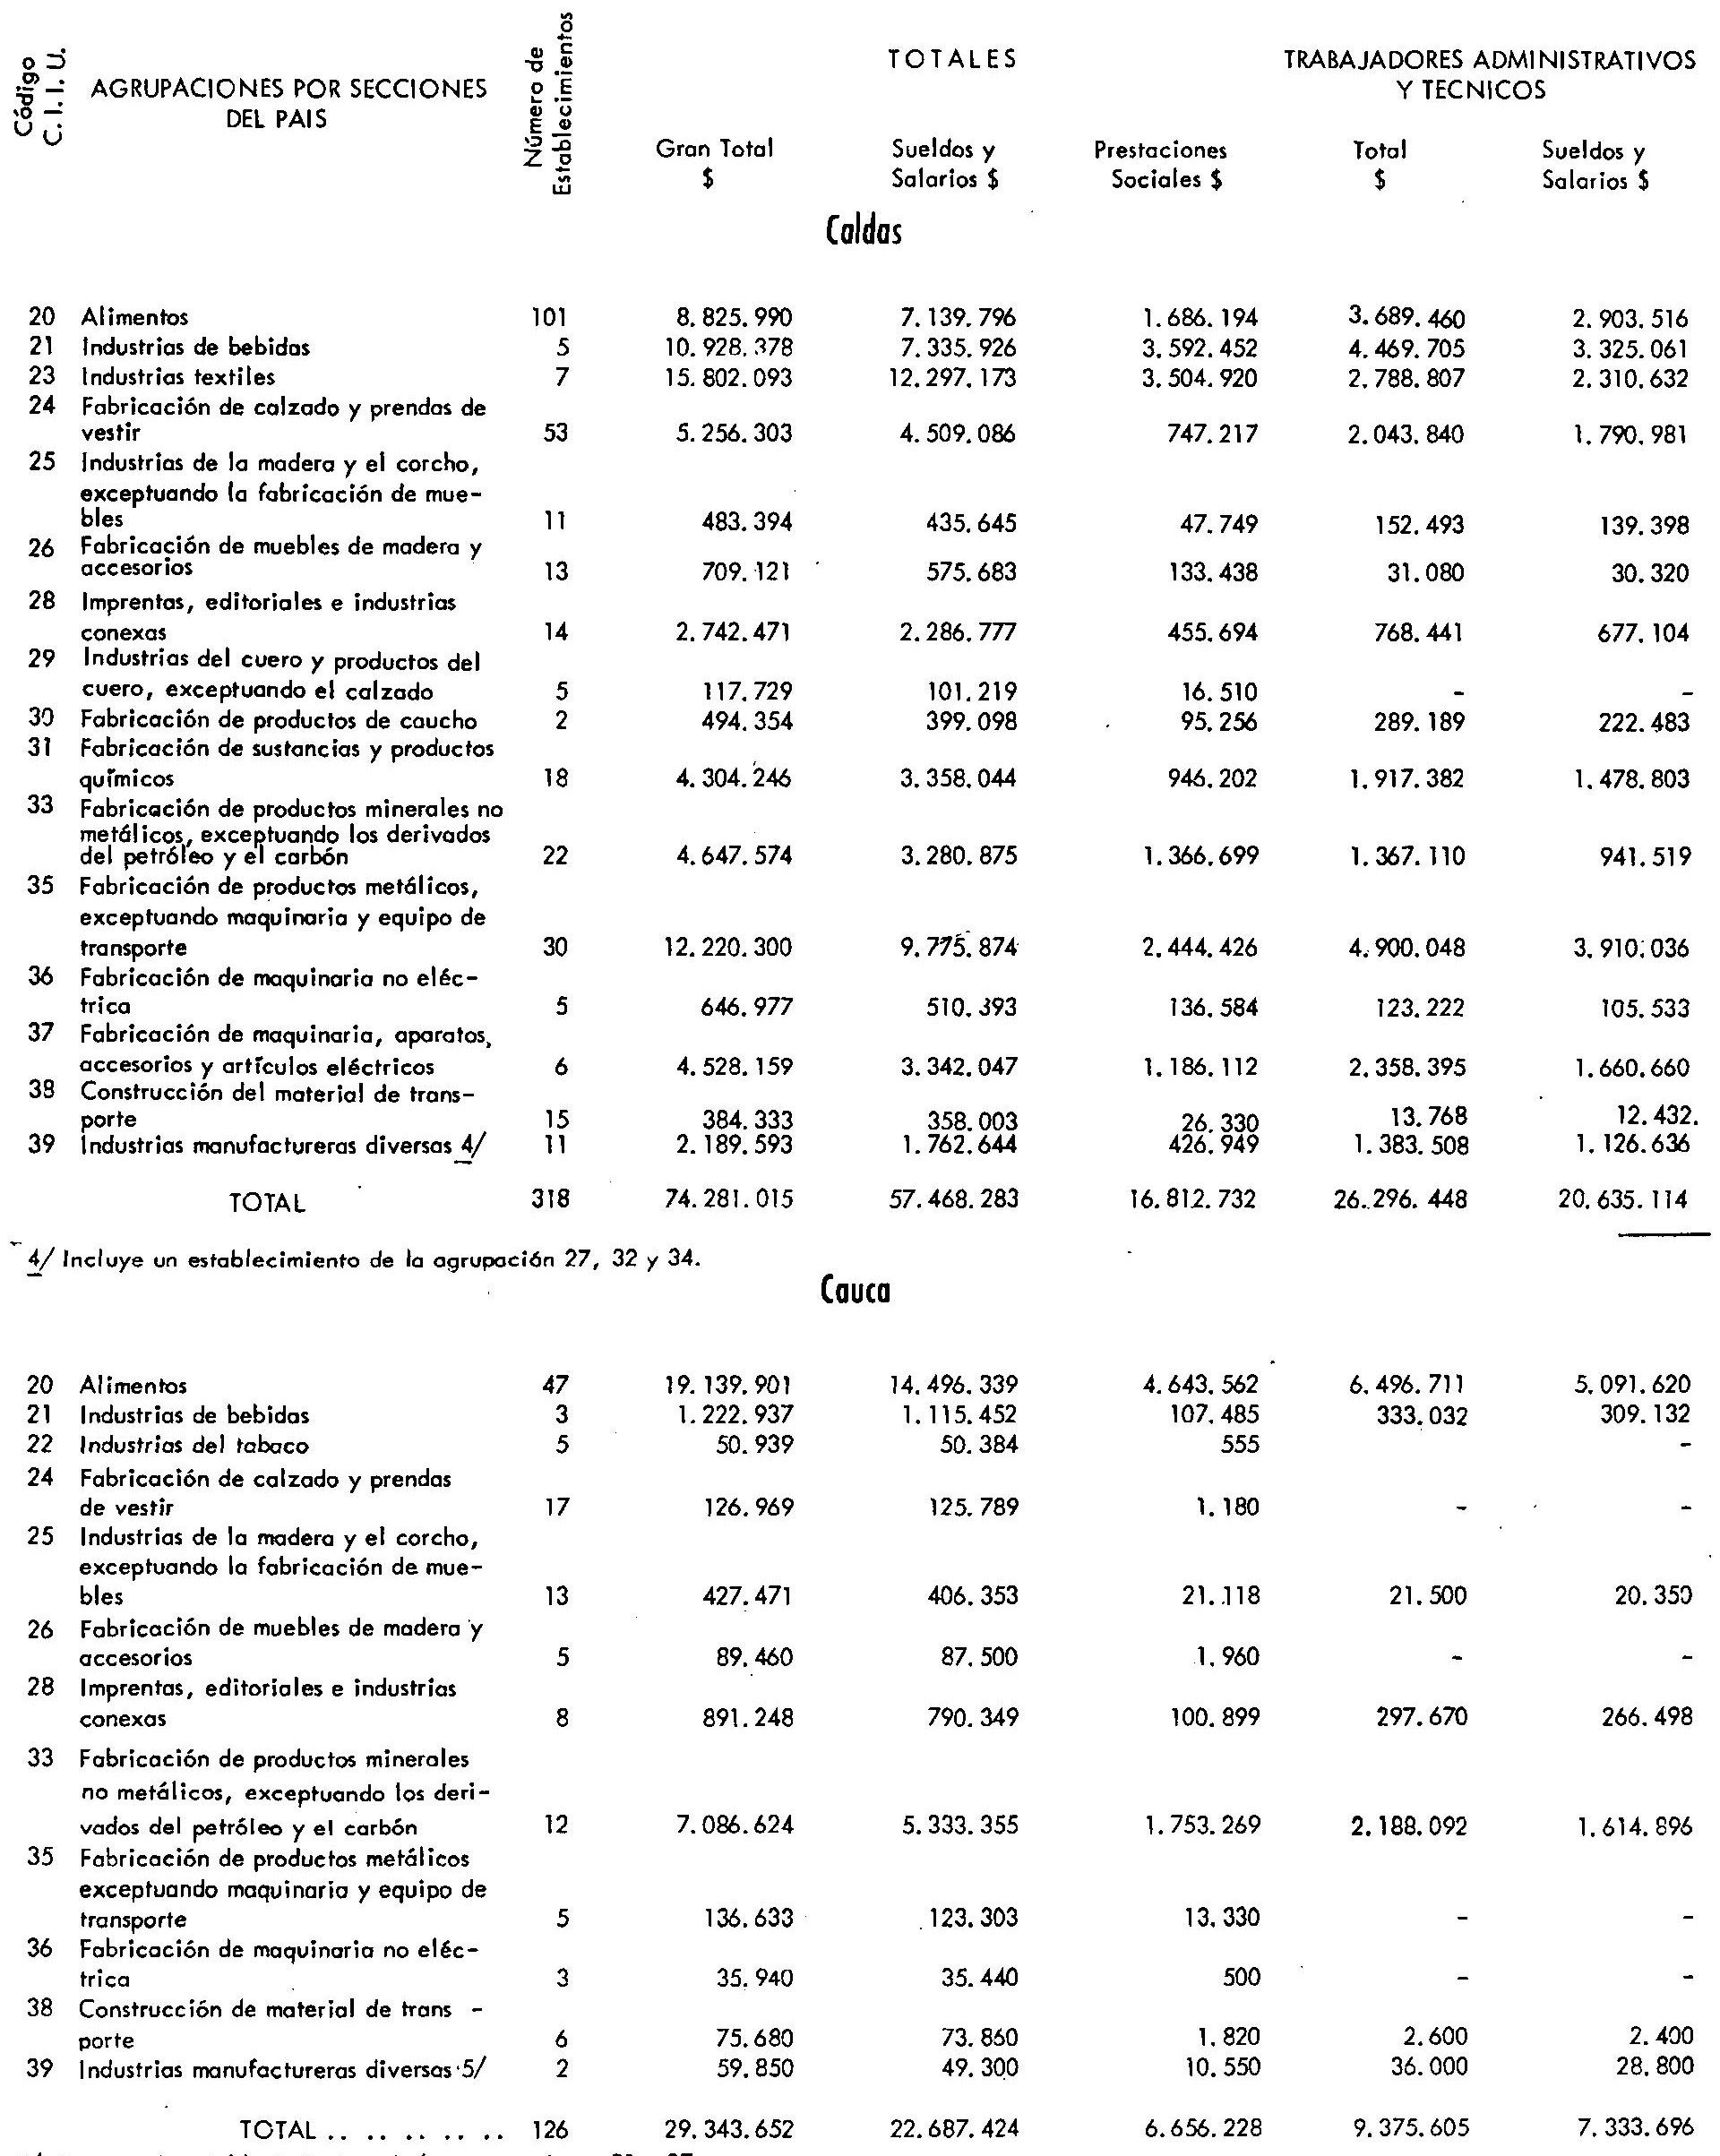 Código C. I. I. U.
AGRUPACIONES POR SECCIONES DEL PAIS
Número de Establecimientos
TOTALES
TRABAJADORES ADMINISTRATIVOS Y TECNICOS
Gran Total $
Sueldos y Salarios $
Prestaciones Sociales $
Total $
Sueldos y Salarios $
Caldas
20 Alimentos 101 8.825.990 7.139.796 1.686.194 3.689.460 2.903.516
21 Industrias de bebidas 5 10.928.378 7.335.926 3.592.452 4.469.705 3.325.061
23 Industrias textiles 7 15.802.093 12.297.173 3.504.920 2.788.807 2.310.632
24 Fabricación de calzado y prendas de
vestir 53 5.256.303 4.509.086 747.217 2.043.840 1.790.981
25 Industrias de la madera y el corcho,
exceptuando la fabricación de mue-
bles 11 483.394 435.645 47.749 152.493 139.398
26 Fabricación de muebles de madera y
accesorios 13 709.121 575.683 133.438 31.080 30.320
28 Imprentas, editoriales e industrias
conexas 14 2.742.471 2.286.777 455.694 768.441 677.104
29 Industrias del cuero y productos del
cuero, exceptuando el calzado 5 117.729 101.219 16.510 - -
30 Fabricación de productos de caucho 2 494.354 399.098 95.256 289.189 222.483
31 Fabricación de sustancias y productos
químicos 18 4.304.246 3.358.044 946.202 1.917.382 1.478.803
33 Fabricación de productos minerales no
metálicos, exceptuando los derivados
del petróleo y el carbón 22 4.647.574 3.280.875 1.366.699 1.367.110 941.519
35 Fabricación de productos metálicos,
exceptuando maquinaria y equipo de
transporte 30 12.220.300 9.775.874 2.444.426 4.900.048 3.910.036
36 Fabricación de maquinaria no eléc-
trica 5 646.977 510.393 136.584 123.222 105.533
37 Fabricación de maquinaria, aparatos,
accesorios y artículos eléctricos 6 4.528.159 3.342.047 1.186.112 2.358.395 1.660.660
38 Construcción del material de trans-
porte 15 384.333 358.003 26.330 13.768 12.432.
39 Industrias manufactureras diversas 4/ 11 2.189.593 1.762.644 426.949 1.383.508 1.126.636
TOTAL 318 74.281.015 57.468.283 16.812.732 26.296.448 20.635.114
4/ Incluye un establecimiento de la agrupación 27, 32 y 34.
Cauca
20 Alimentos 47 19.139.901 14.496.339 4.643.562 6.496.711 5.091.620
21 Industrias de bebidas 3 1.222.937 1.115.452 107.485 333.032 309.132
22 Industrias del tabaco 5 50.939 50.384 555 -
24 Fabricación de calzado y prendas
de vestir 17 126.969 125.789 1.180 - -
25 Industrias de la madera y el corcho,
exceptuando la fabricación de mue-
bles 13 427.471 406.353 21.118 21.500 20.350
26 Fabricación de muebles de madera y
accesorios 5 89.460 87.500 1.960 - -
28 Imprentas, editoriales e industrias
conexas 8 891.248 790.349 100.899 297.670 266.498
33 Fabricación de productos minerales
no metálicos, exceptuando los deri-
vados del petróleo y el carbón 12 7.086.624 5.333.355 1.753.269 2.188.092 1.614.896
35 Fabricación de productos metálicos
exceptuando maquinaria y equipo de
transporte 5 136.633 123.303 13.330 - -
36 Fabricación de maquinaria no eléc-
trica 3 35.940 35.440 500 - -
38 Construcción de material de trans -
porte 6 75.680 73.860 1.820 2.600 2.400
39 Industrias manufactureras diversas 5/ 2 59.850 49.300 10.550 36.000 28.800
TOTAL .. .. .. .. .. 126 29.343.652 22.687.424 6.656.228 9.375.605 7.333.696